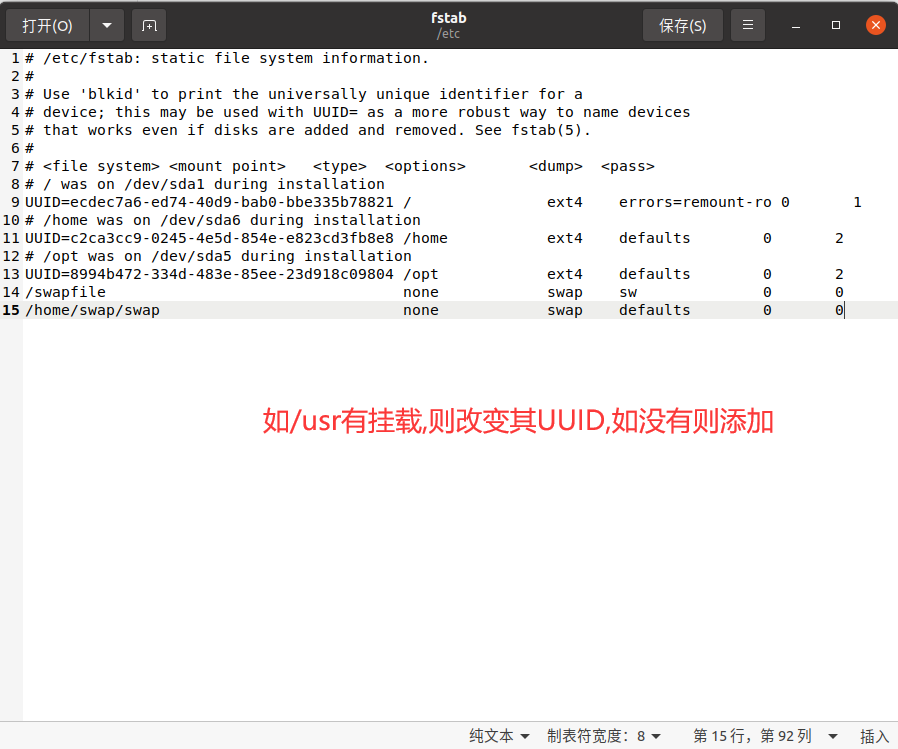 打开(O)
fstab
/etc
保存(S)
1 # /etc/fstab: static file system information.
2 #
3 # Use 'blkid' to print the universally unique identifier for a
4 # device; this may be used with UUID= as a more robust way to name devices
5 # that works even if disks are added and removed. See fstab(5).
6 #
7 # <file system> <mount point>   <type>  <options>       <dump>  <pass>
8 # / was on /dev/sda1 during installation
9 UUID=ecdec7a6-ed74-40d9-bab0-bbe335b78821 /               ext4    errors=remount-ro 0       1
10 # /home was on /dev/sda6 during installation
11 UUID=c2ca3cc9-0245-4e5d-854e-e823cd3fb8e8 /home           ext4    defaults        0       2
12 # /opt was on /dev/sda5 during installation
13 UUID=8994b472-334d-483e-85ee-23d918c09804 /opt            ext4    defaults        0       2
14 /swapfile                                 none            swap    sw              0       0
15 /home/swap/swap                           none            swap    defaults        0       0
如/usr有挂载,则改变其UUID,如没有则添加
纯文本 制表符宽度：8 第 15 行，第 92 列 插入